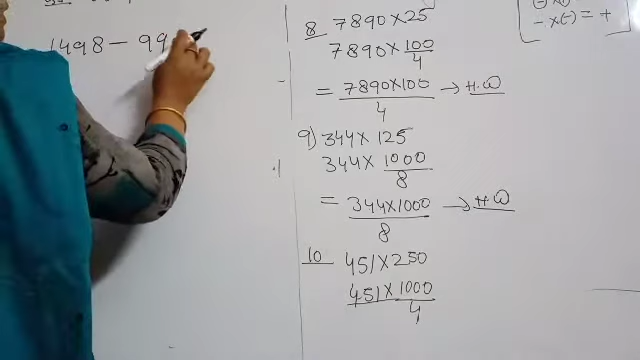 1498 - 99
8 7890 × 25
7890 × 100/4
= 7890×100/4 → H.W
9) 344 × 125
344 × 1000/8
= 344×1000/8 → H.W
10 451 × 250
451 × 1000/4
- x(-) = +